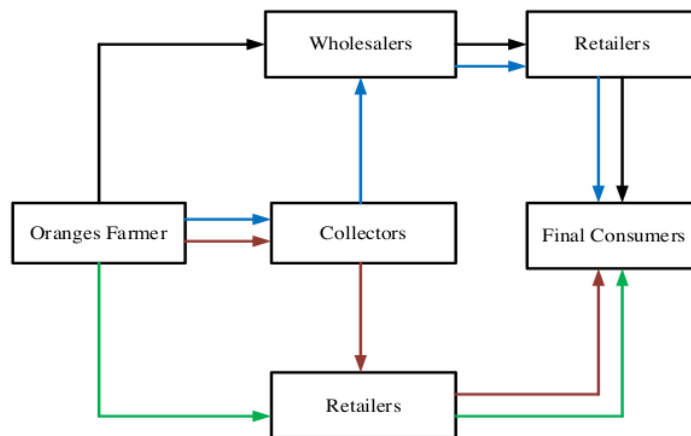 Wholesalers
Retailers
Oranges Farmer
Collectors
Final Consumers
Retailers